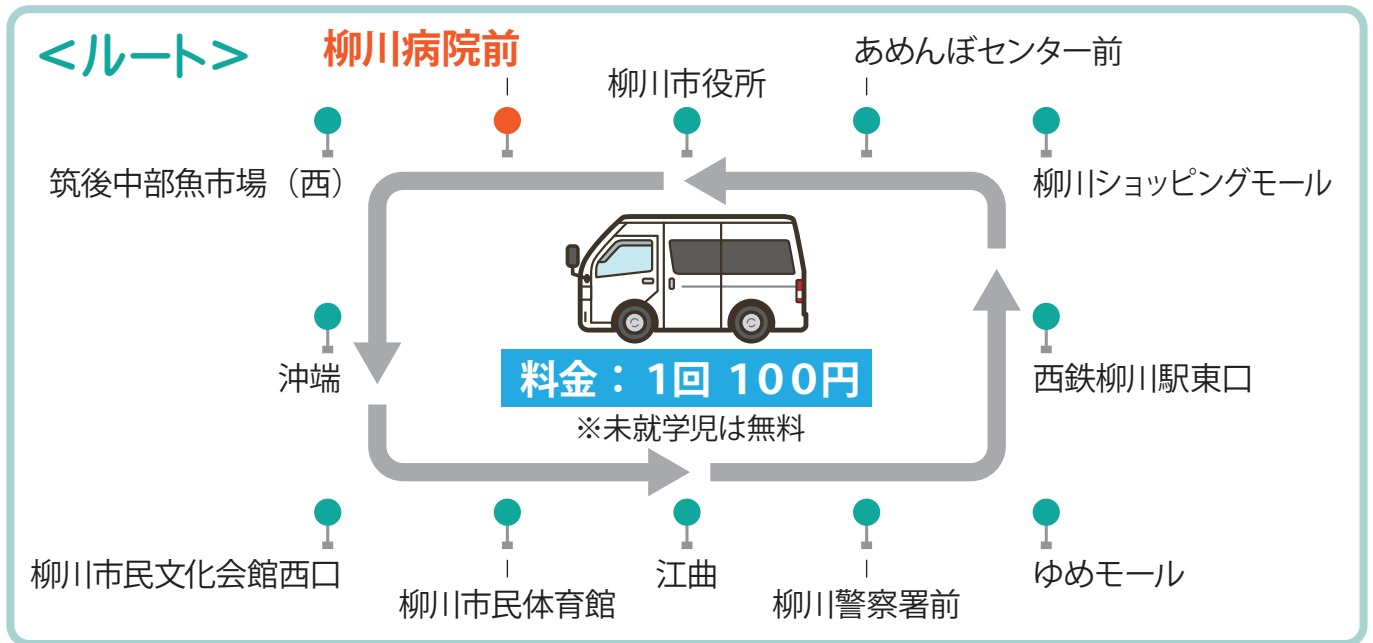 ＜ルート＞
柳川病院前
柳川市役所
あめんぼセンター前
筑後中部魚市場（西）
柳川ショッピングモール
沖端
料金：1回 100円
※未就学児は無料
西鉄柳川駅東口
柳川市民文化会館西口
柳川市民体育館
江曲
柳川警察署前
ゆめモール